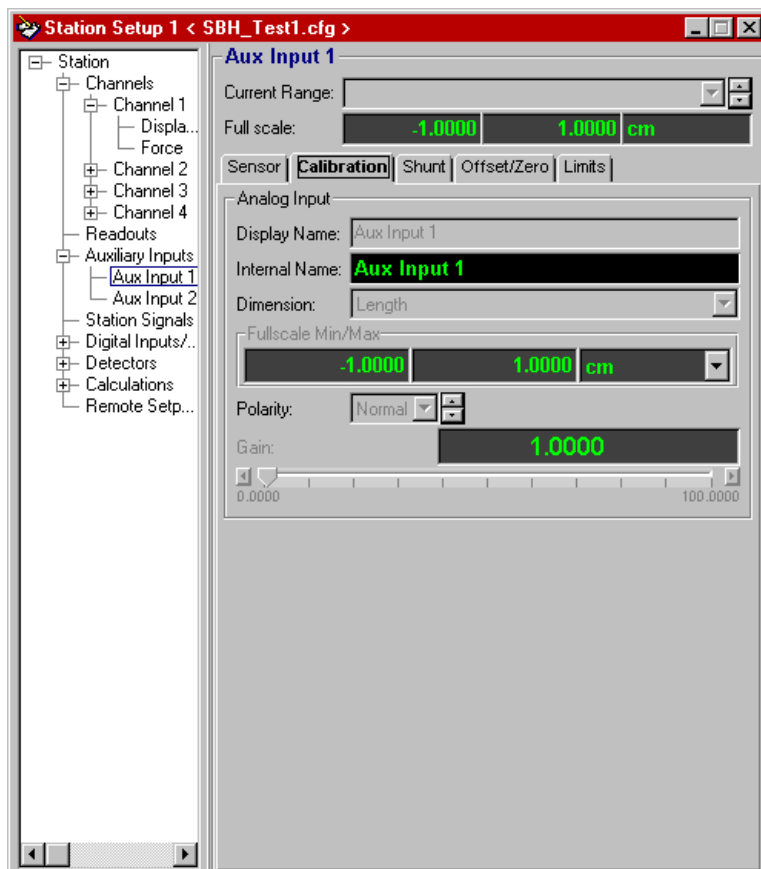 Station Setup 1 < SBH_Test1.cfg >
Station
Channels
Channel 1
Displa...
Force
Channel 2
Channel 3
Channel 4
Readouts
Auxiliary Inputs
Aux Input 1
Aux Input 2
Station Signals
Digital Inputs/..
Detectors
Calculations
Remote Setp...
Aux Input 1
Current Range:
Full scale: -1.0000 1.0000 cm
Sensor Calibration Shunt Offset/Zero Limits
Analog Input
Display Name: Aux Input 1
Internal Name: Aux Input 1
Dimension: Length
Fullscale Min/Max
-1.0000 1.0000 cm
Polarity: Normal
Gain: 1.0000
0.0000 100.0000